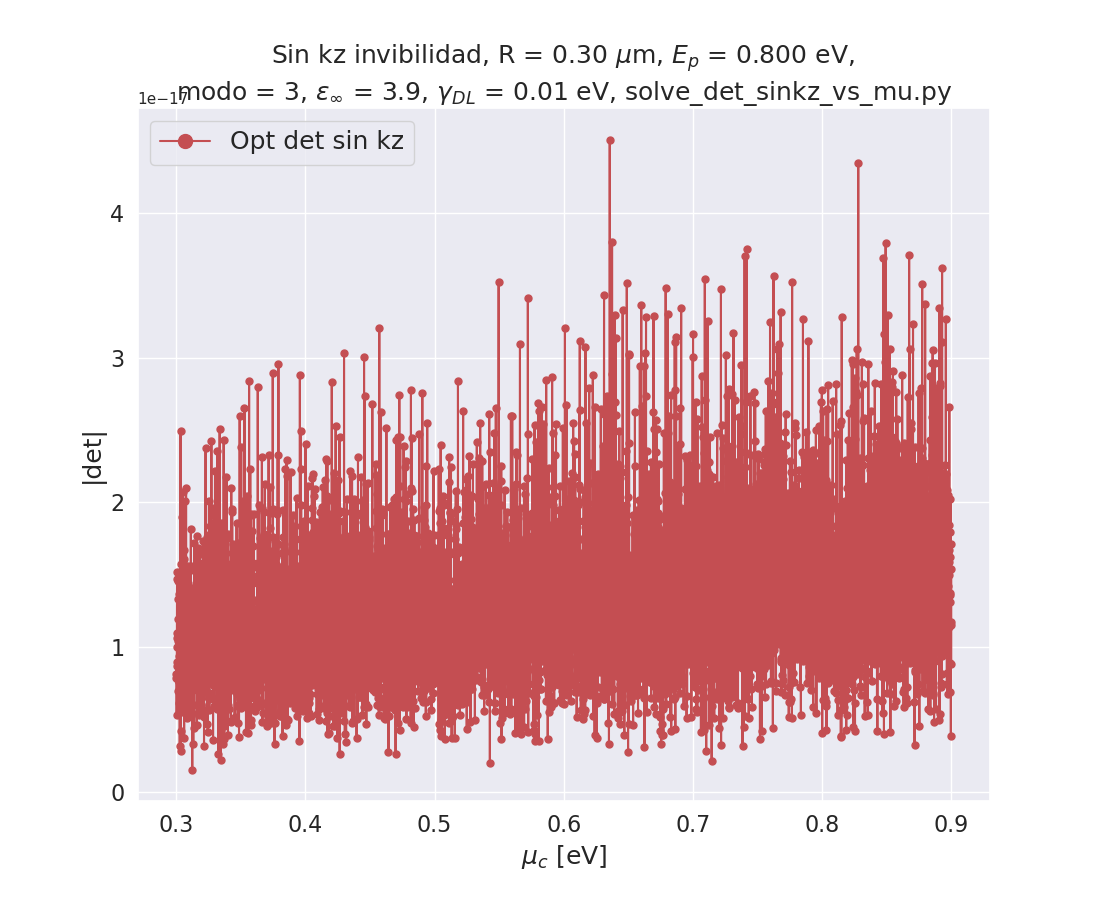 Sin kz invibilidad, R = 0.30 μm, E_p = 0.800 eV,
modo = 3, ε_∞ = 3.9, γ_DL = 0.01 eV, solve_det_sinkz_vs_mu.py
1e−17
Opt det sin kz
4
3
2
1
0
|det|
0.3 0.4 0.5 0.6 0.7 0.8 0.9
μ_c [eV]